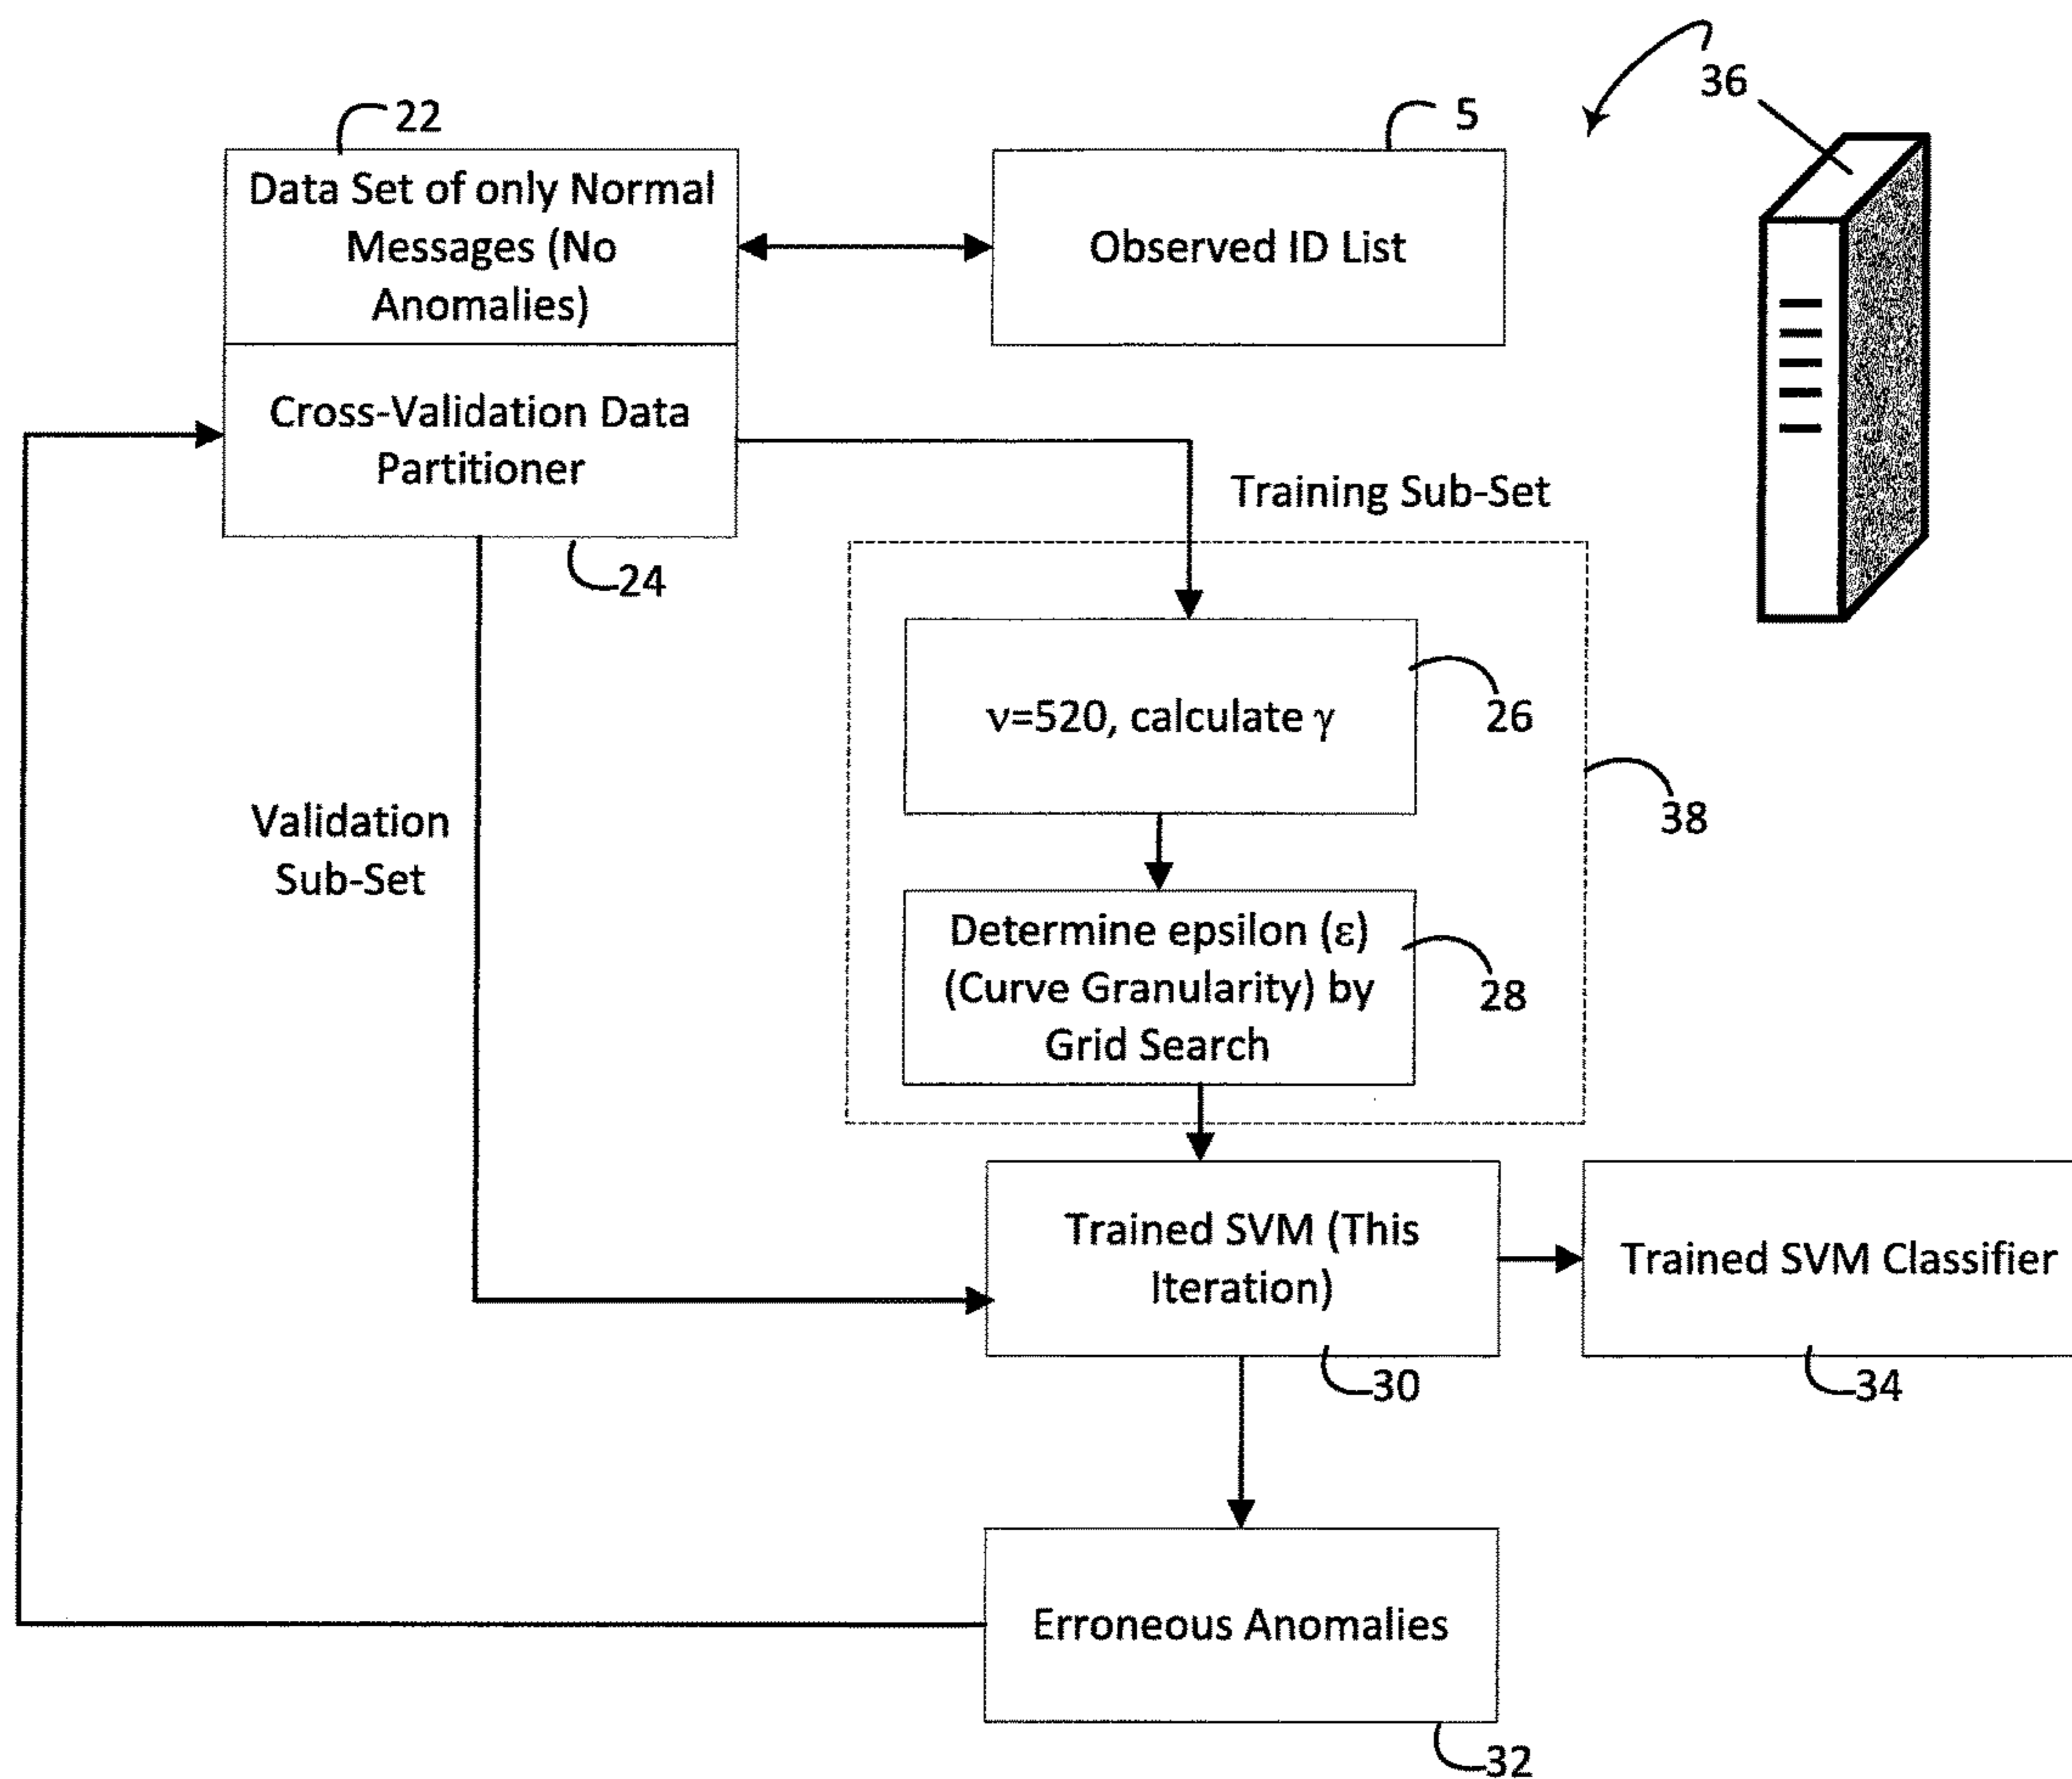 36
22
5
Data Set of only Normal
Messages (No
Anomalies)
Observed ID List
Cross-Validation Data
Partitioner
Training Sub-Set
24
ν=520, calculate γ
26
38
Validation
Sub-Set
Determine epsilon (ε)
(Curve Granularity) by
Grid Search
28
Trained SVM (This
Iteration)
Trained SVM Classifier
30
34
Erroneous Anomalies
32